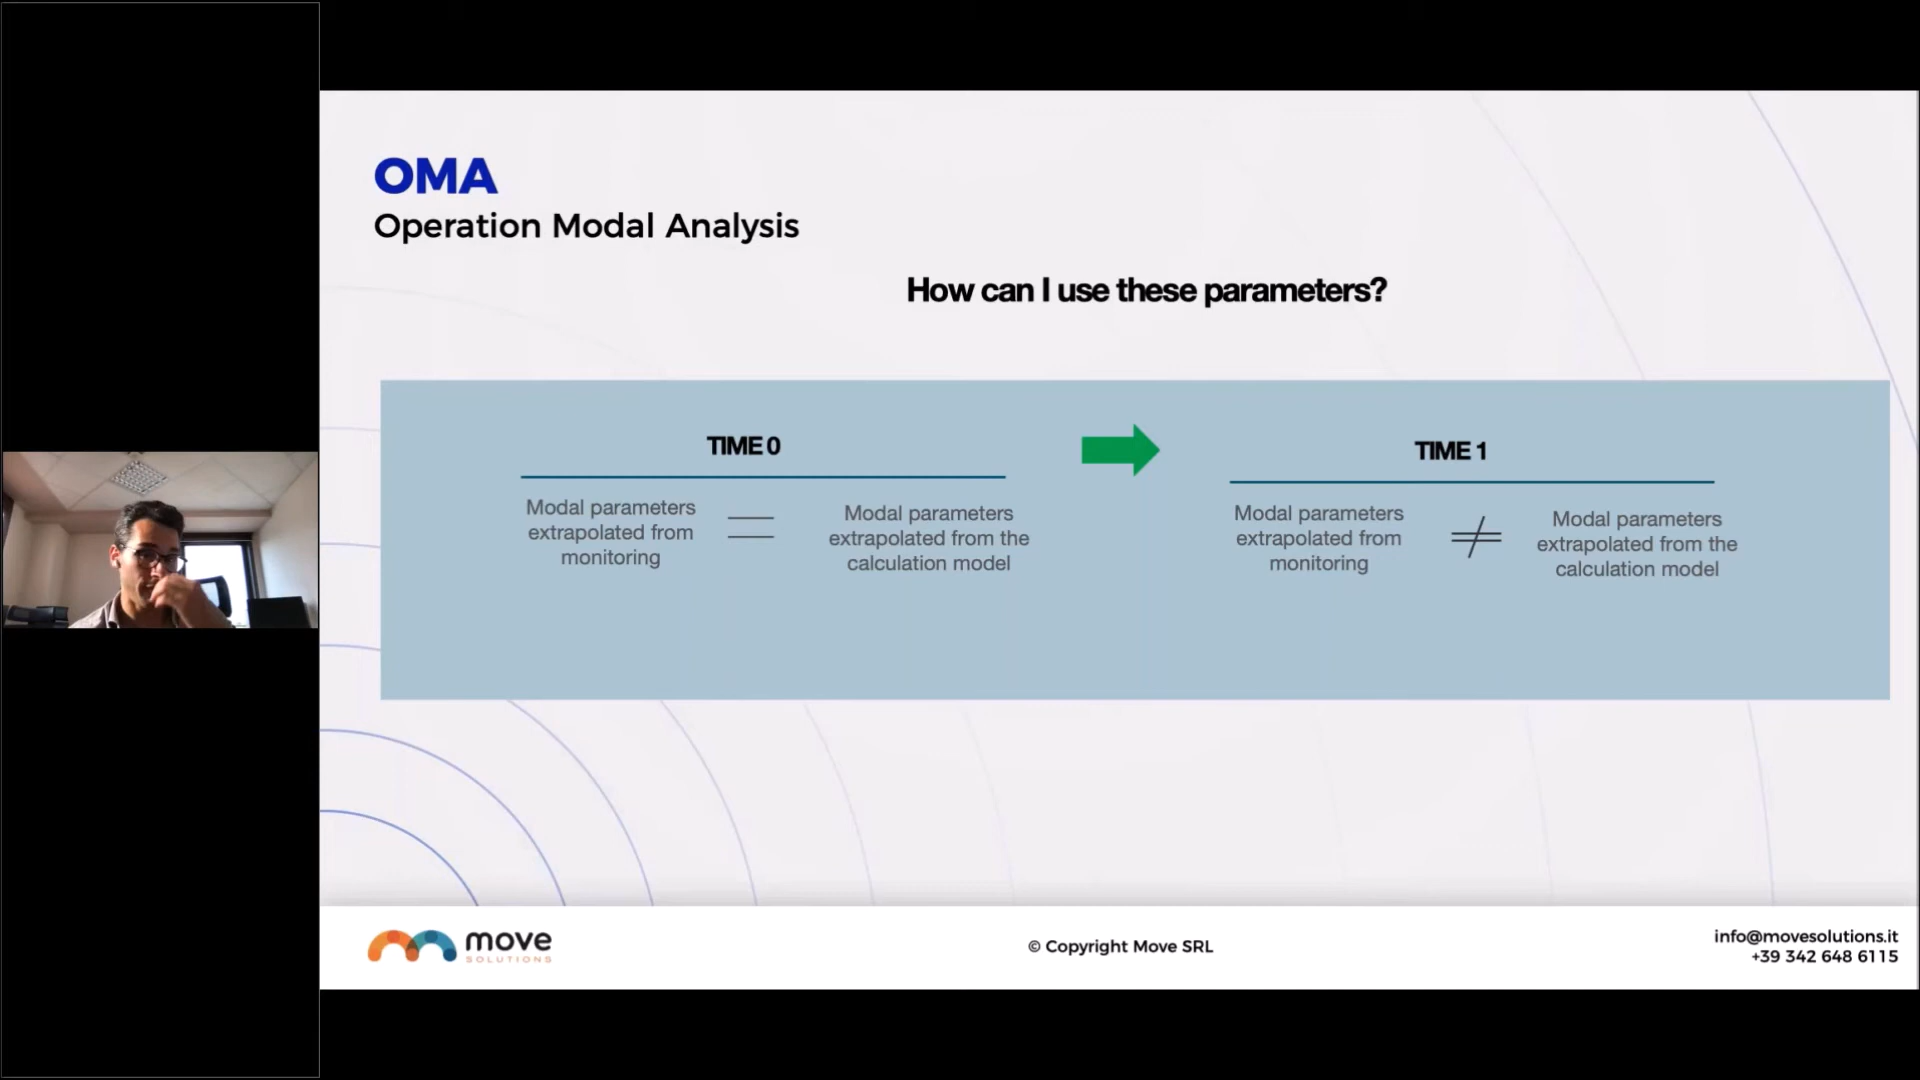 OMA
Operation Modal Analysis
How can I use these parameters?
TIME 0
Modal parameters
extrapolated from
monitoring
Modal parameters
extrapolated from the
calculation model
TIME 1
Modal parameters
extrapolated from
monitoring
Modal parameters
extrapolated from the
calculation model
move
SOLUTIONS
© Copyright Move SRL
info@movesolutions.it
+39 342 648 6115